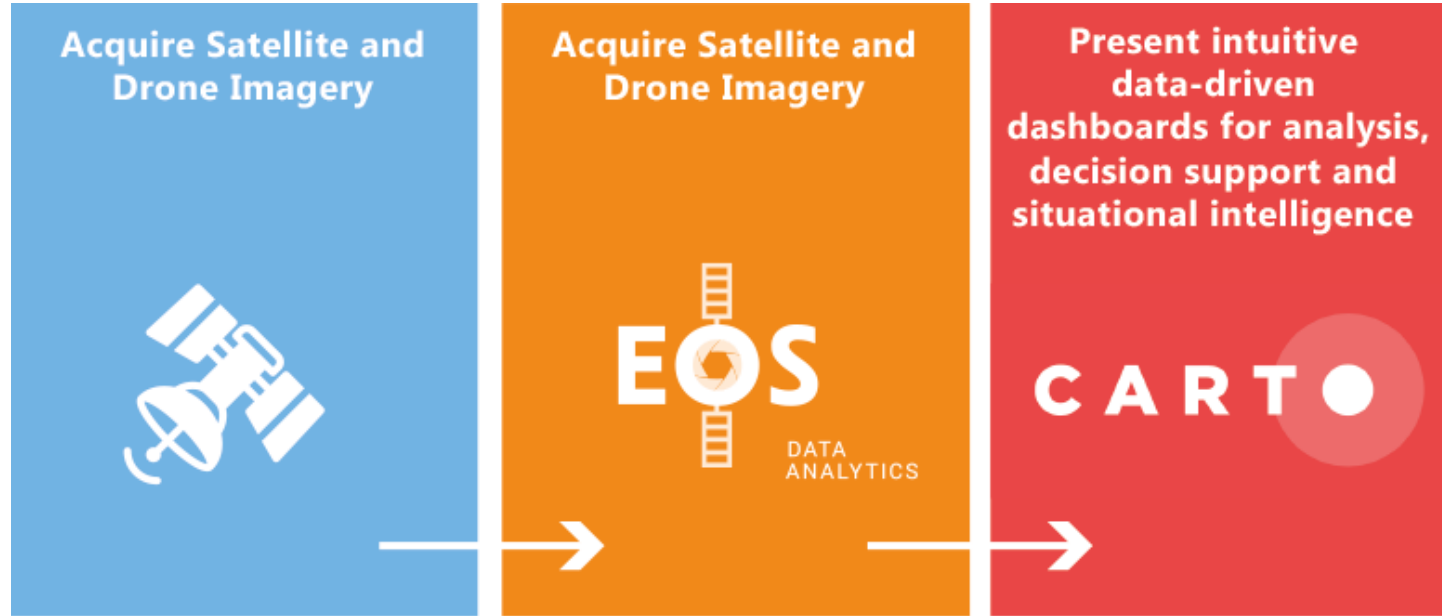 Acquire Satellite and
Drone Imagery
Acquire Satellite and
Drone Imagery
EOS
DATA
ANALYTICS
Present intuitive
data-driven
dashboards for analysis,
decision support and
situational intelligence
CARTO